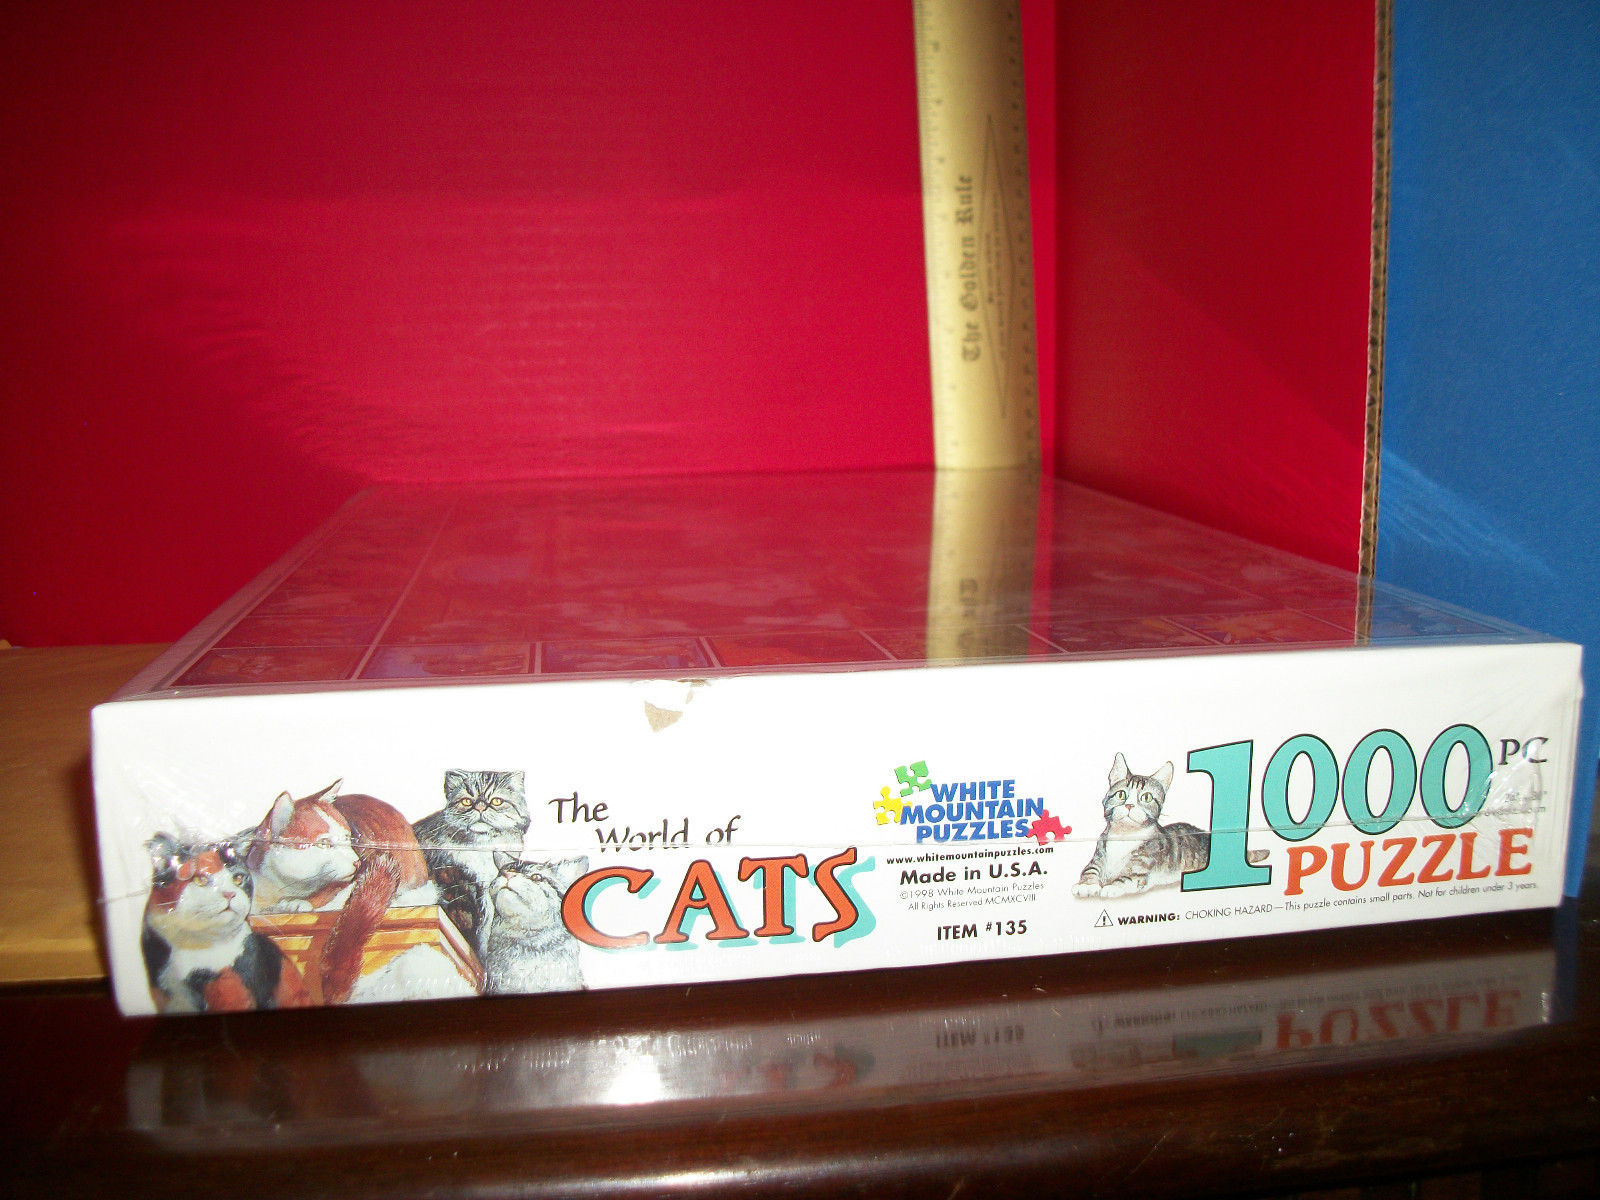 The Golden Rule
The
World of
CATS
WHITE
MOUNTAIN
PUZZLES
www.whitemountainpuzzles.com
Made in U.S.A.
©1998 White Mountain Puzzles
All Rights Reserved MCMXCVIII
ITEM #135
1000 PC
PUZZLE
WARNING: CHOKING HAZARD—This puzzle contains small parts. Not for children under 3 years.